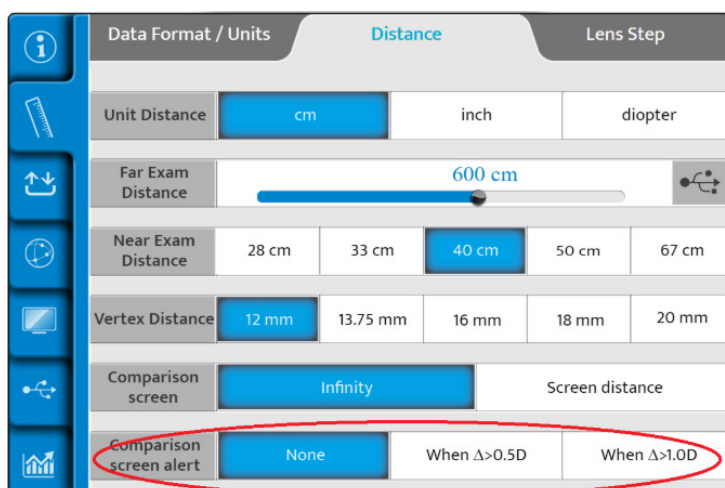 Data Format / Units Distance Lens Step
Unit Distance cm inch diopter
Far Exam
Distance
600 cm
Near Exam
Distance
28 cm 33 cm 40 cm 50 cm 67 cm
Vertex Distance 12 mm 13.75 mm 16 mm 18 mm 20 mm
Comparison
screen
Infinity Screen distance
Comparison
screen alert
None When Δ>0.5D When Δ>1.0D